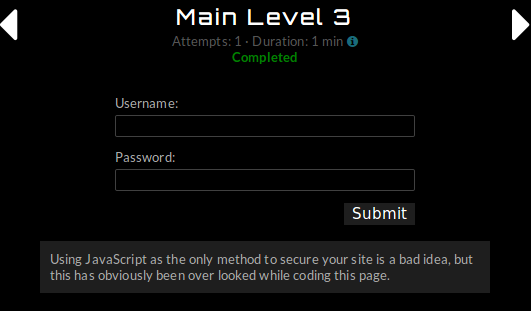 Main Level 3
Attempts: 1 · Duration: 1 min
Completed
Username:
Password:
Submit
Using JavaScript as the only method to secure your site is a bad idea, but
this has obviously been over looked while coding this page.